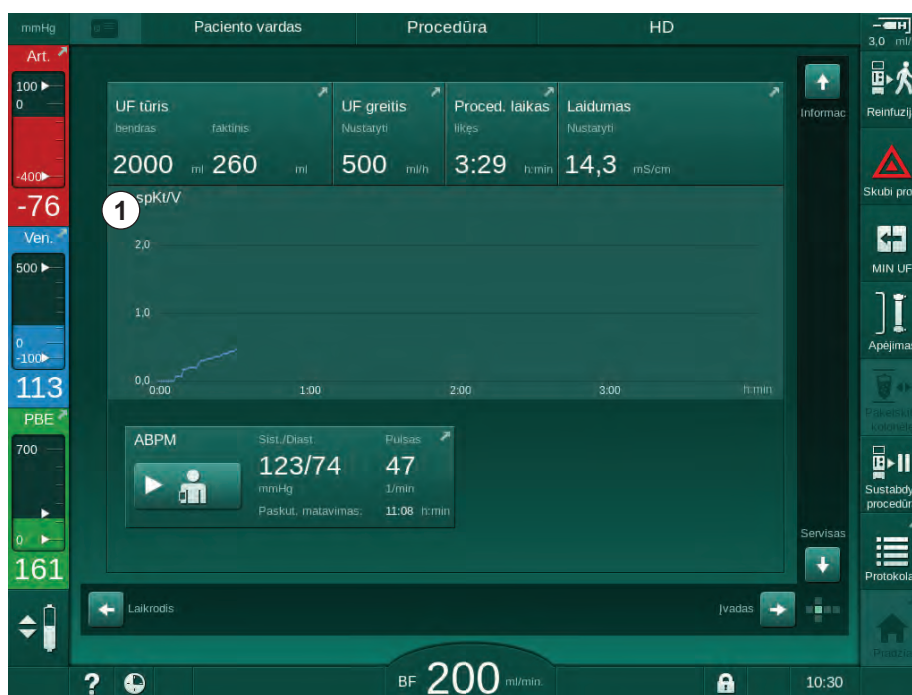 mmHg Paciento vardas Procedūra HD
3,0 ml/
Art.
100
0
-400
-76
Ven.
500
0
-100
113
PBE
700
0
161
UF tūris UF greitis Proced. laikas Laidumas
bendras faktinis Nustatyti likęs Nustatyti
2000 ml 260 ml 500 ml/h 3:29 h:min 14,3 mS/cm
1 spKt/V
2,0
1,0
0,0
0:00 1:00 2:00 3:00 h:min
ABPM Sist./Diast. Pulsas
123/74 47
mmHg 1/min
Paskut. matavimas: 11:08 h:min
Informac
Servisas
Laikrodis Įvadas
Reinfuzij
Skubi pro
MIN UF
Apėjimas
Pakeiskit
kolonėlę
Sustabdy
procedūr
Protokola
Pradžia
? BF 200 ml/min. 10:30